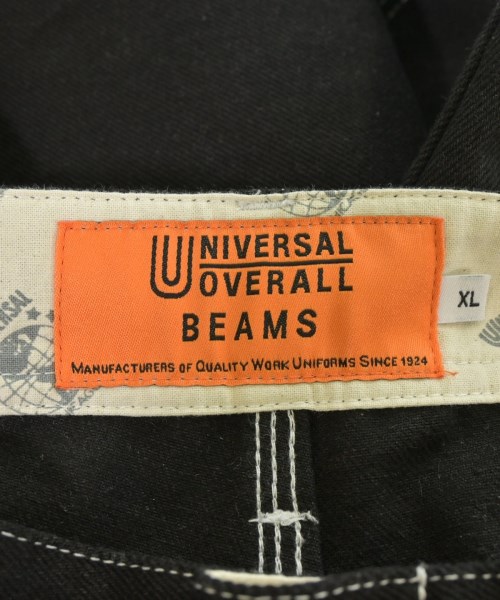 UNIVERSAL
OVERALL
BEAMS
MANUFACTURERS OF QUALITY WORK UNIFORMS SINCE 1924
XL